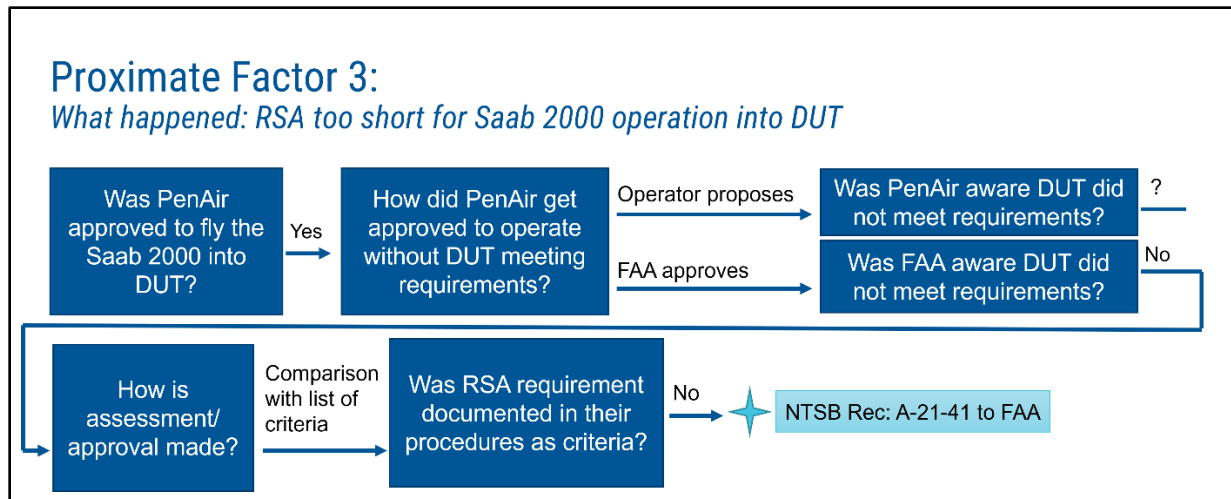 Proximate Factor 3:
What happened: RSA too short for Saab 2000 operation into DUT
Was PenAir
approved to fly the
Saab 2000 into
DUT?
Yes
How did PenAir get
approved to operate
without DUT meeting
requirements?
Operator proposes
Was PenAir aware DUT did
not meet requirements?
?
FAA approves
Was FAA aware DUT did
not meet requirements?
No
How is
assessment/
approval made?
Comparison
with list of
criteria
Was RSA requirement
documented in their
procedures as criteria?
No
NTSB Rec: A-21-41 to FAA